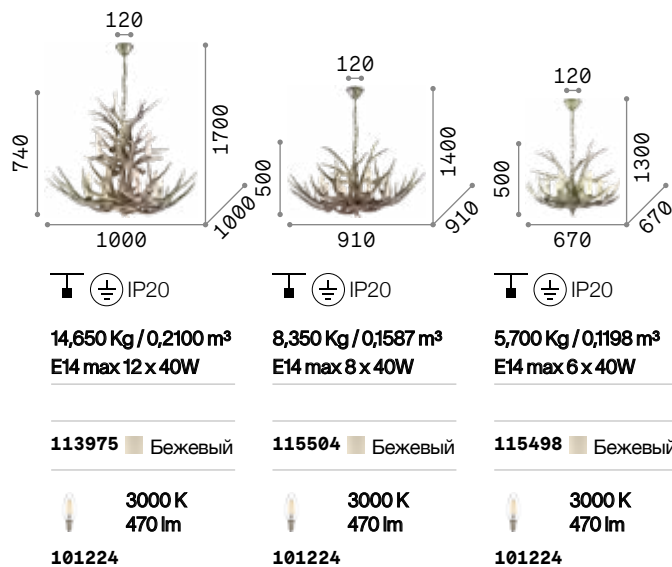 120
740
1700
1000
1000
IP20
14,650 Kg / 0,2100 m³
E14 max 12 x 40W
113975 Бежевый
3000 K
470 lm
101224
120
500
1400
910
910
IP20
8,350 Kg / 0,1587 m³
E14 max 8 x 40W
115504 Бежевый
3000 K
470 lm
101224
120
500
1300
670
670
IP20
5,700 Kg / 0,1198 m³
E14 max 6 x 40W
115498 Бежевый
3000 K
470 lm
101224